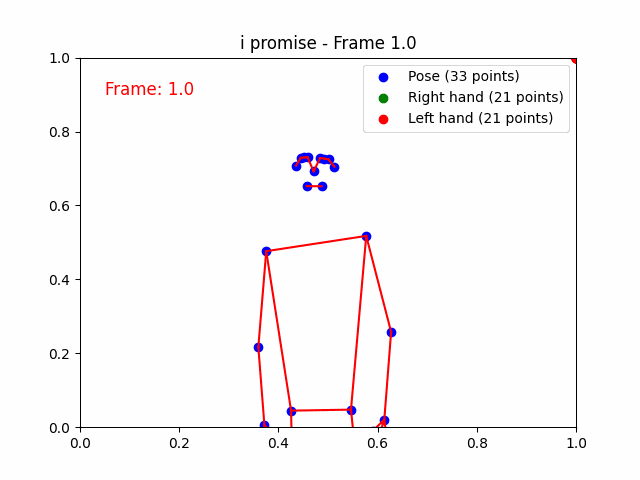 i promise - Frame 1.0
Frame: 1.0
Pose (33 points)
Right hand (21 points)
Left hand (21 points)
1.0
0.8
0.6
0.4
0.2
0.0
0.0 0.2 0.4 0.6 0.8 1.0